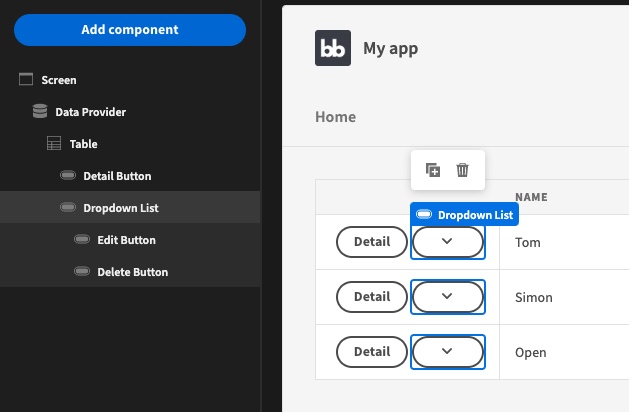 Add component
Screen
Data Provider
Table
Detail Button
Dropdown List
Edit Button
Delete Button
bb My app
Home
NAME
Dropdown List
Detail Tom
Detail Simon
Detail Open